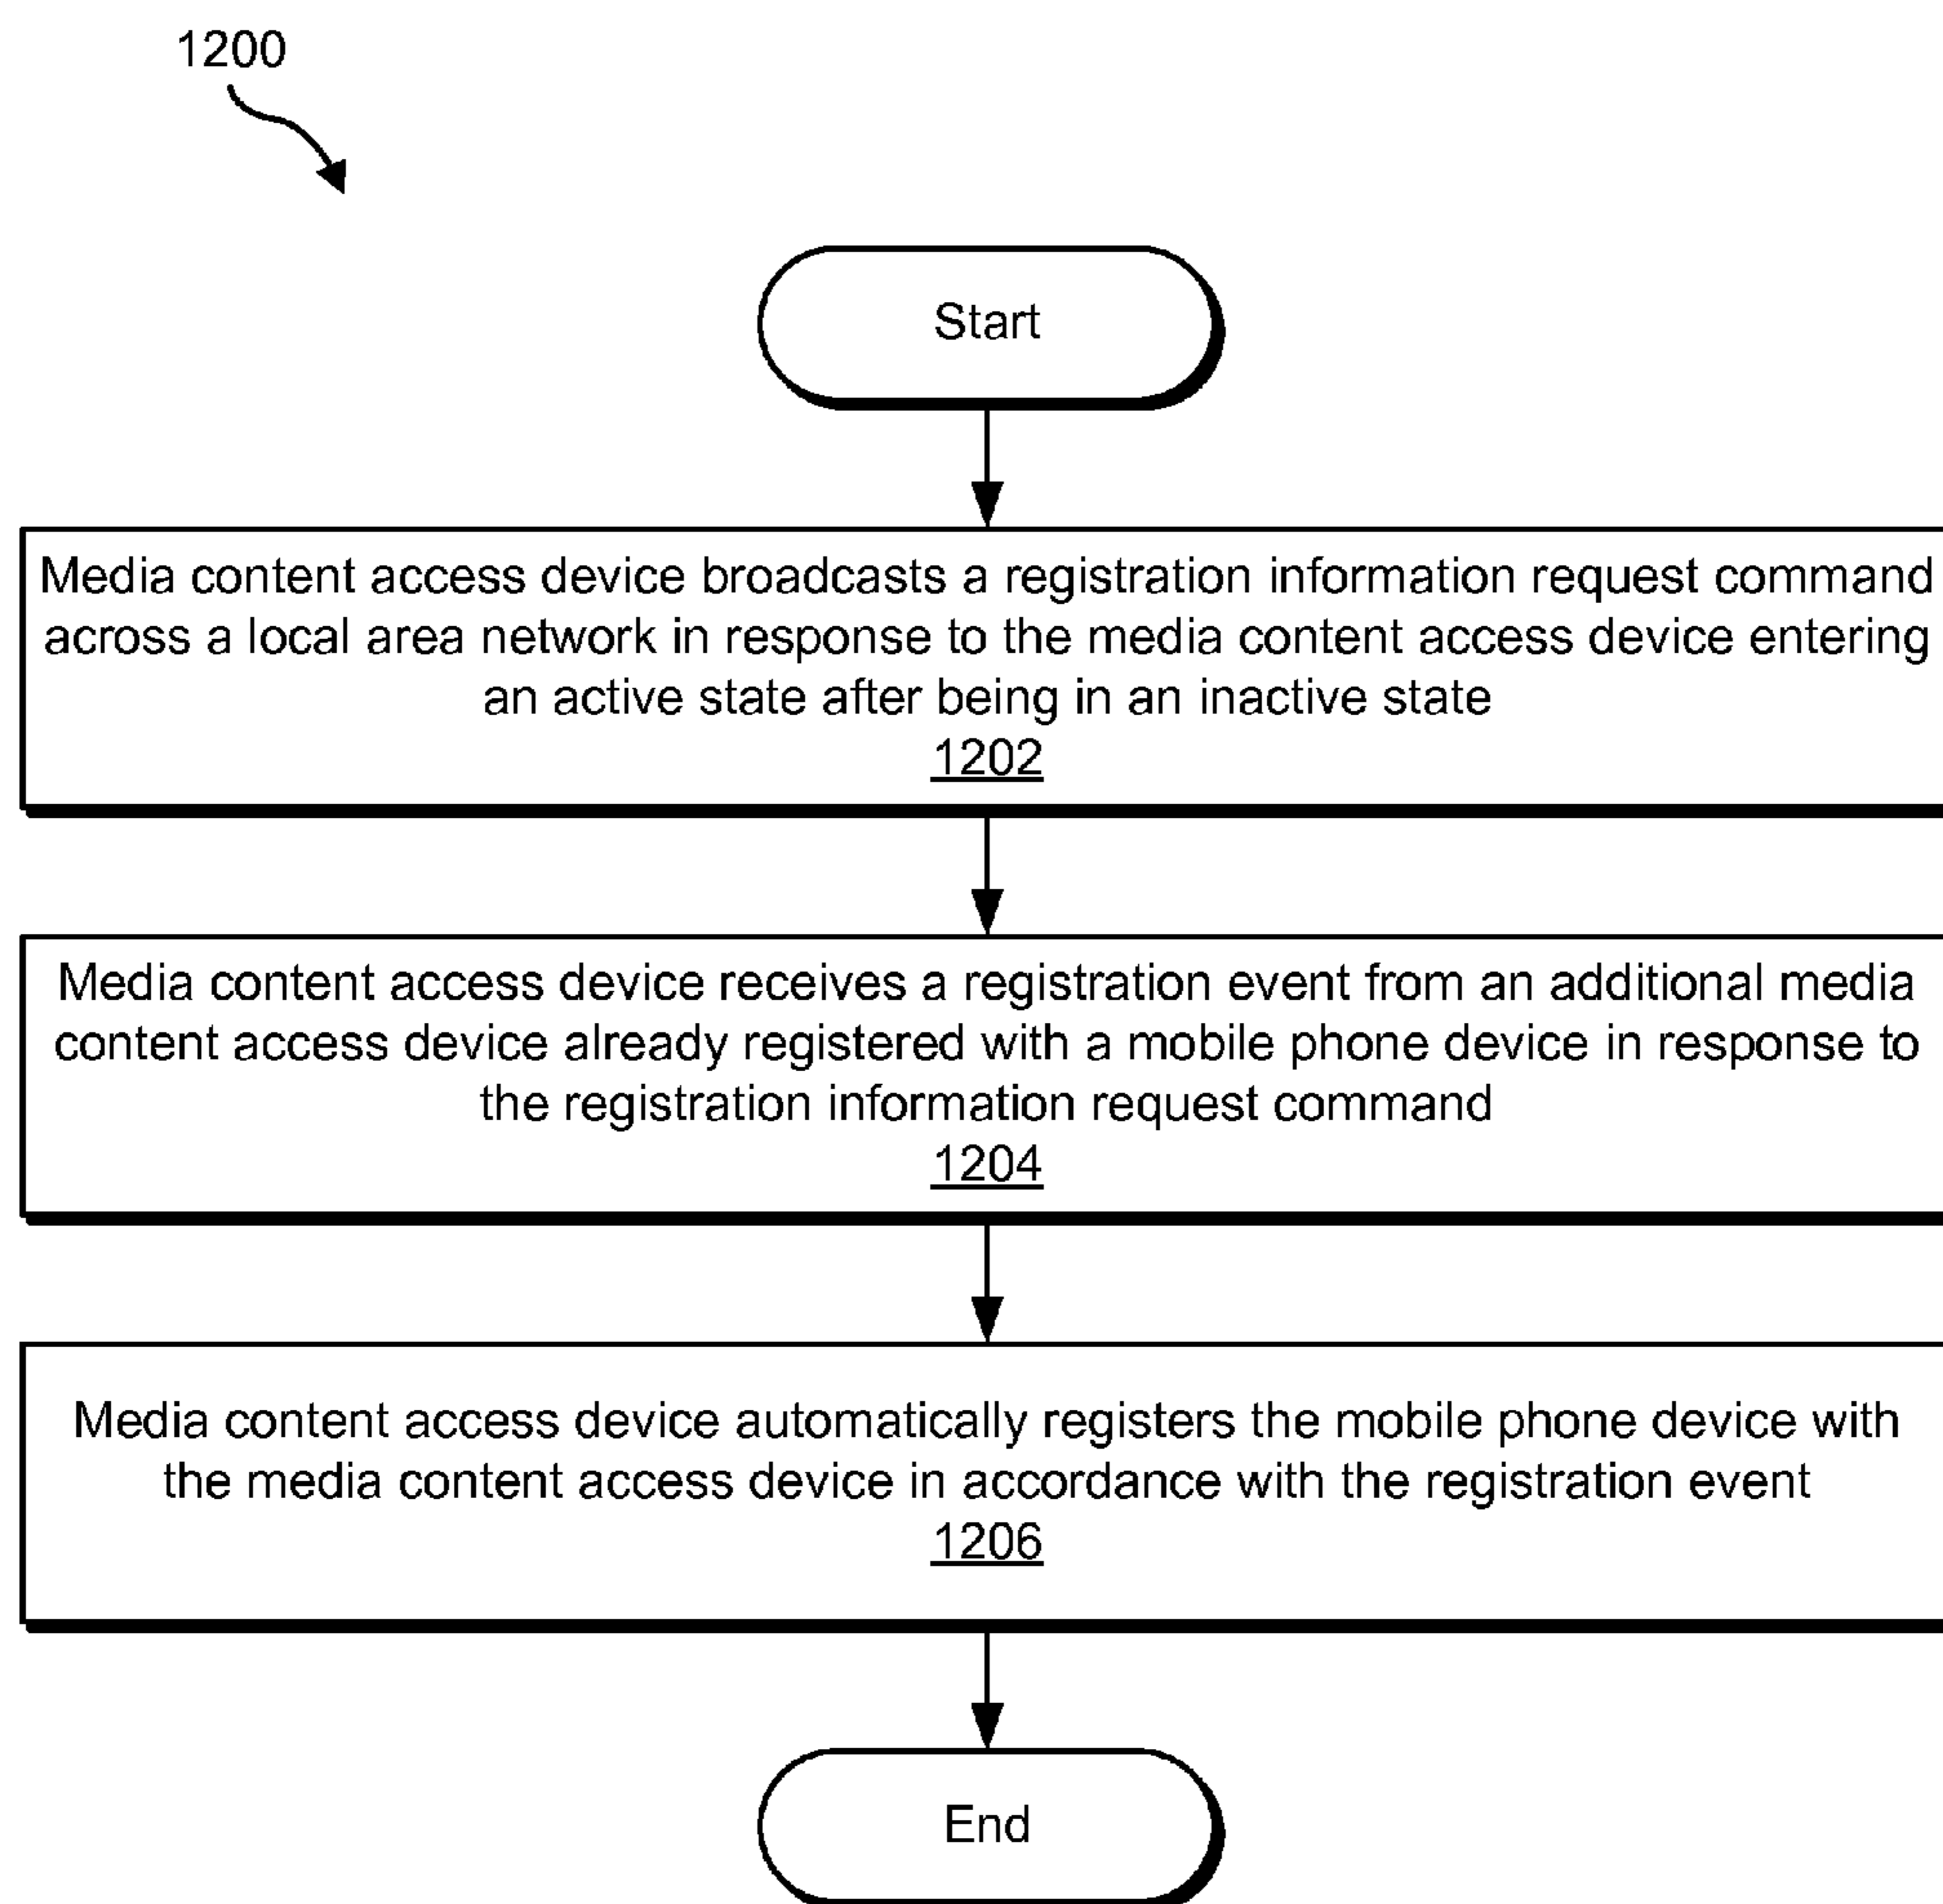 1200
Start
Media content access device broadcasts a registration information request command
across a local area network in response to the media content access device entering
an active state after being in an inactive state
1202
Media content access device receives a registration event from an additional media
content access device already registered with a mobile phone device in response to
the registration information request command
1204
Media content access device automatically registers the mobile phone device with
the media content access device in accordance with the registration event
1206
End